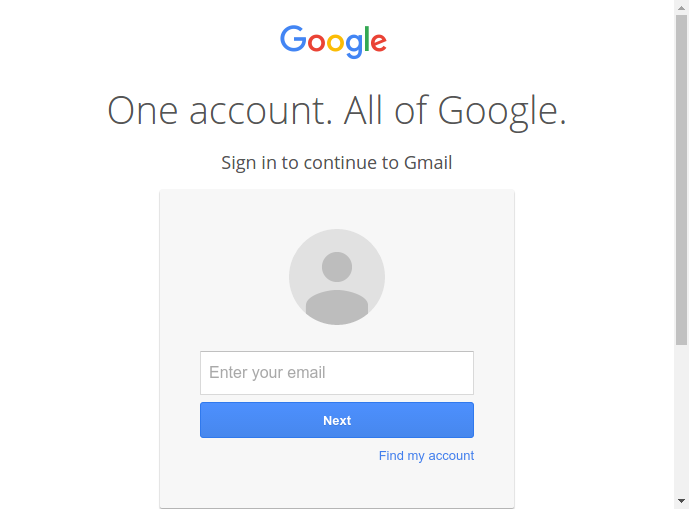 Google
One account. All of Google.
Sign in to continue to Gmail
Enter your email
Next
Find my account